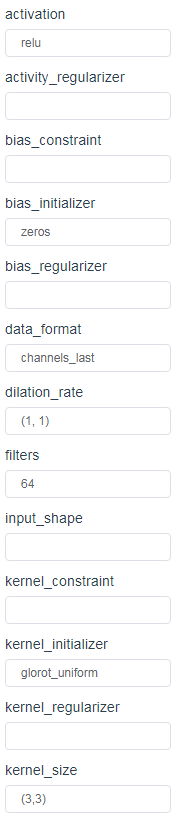 activation
relu
activity_regularizer
bias_constraint
bias_initializer
zeros
bias_regularizer
data_format
channels_last
dilation_rate
(1, 1)
filters
64
input_shape
kernel_constraint
kernel_initializer
glorot_uniform
kernel_regularizer
kernel_size
(3,3)